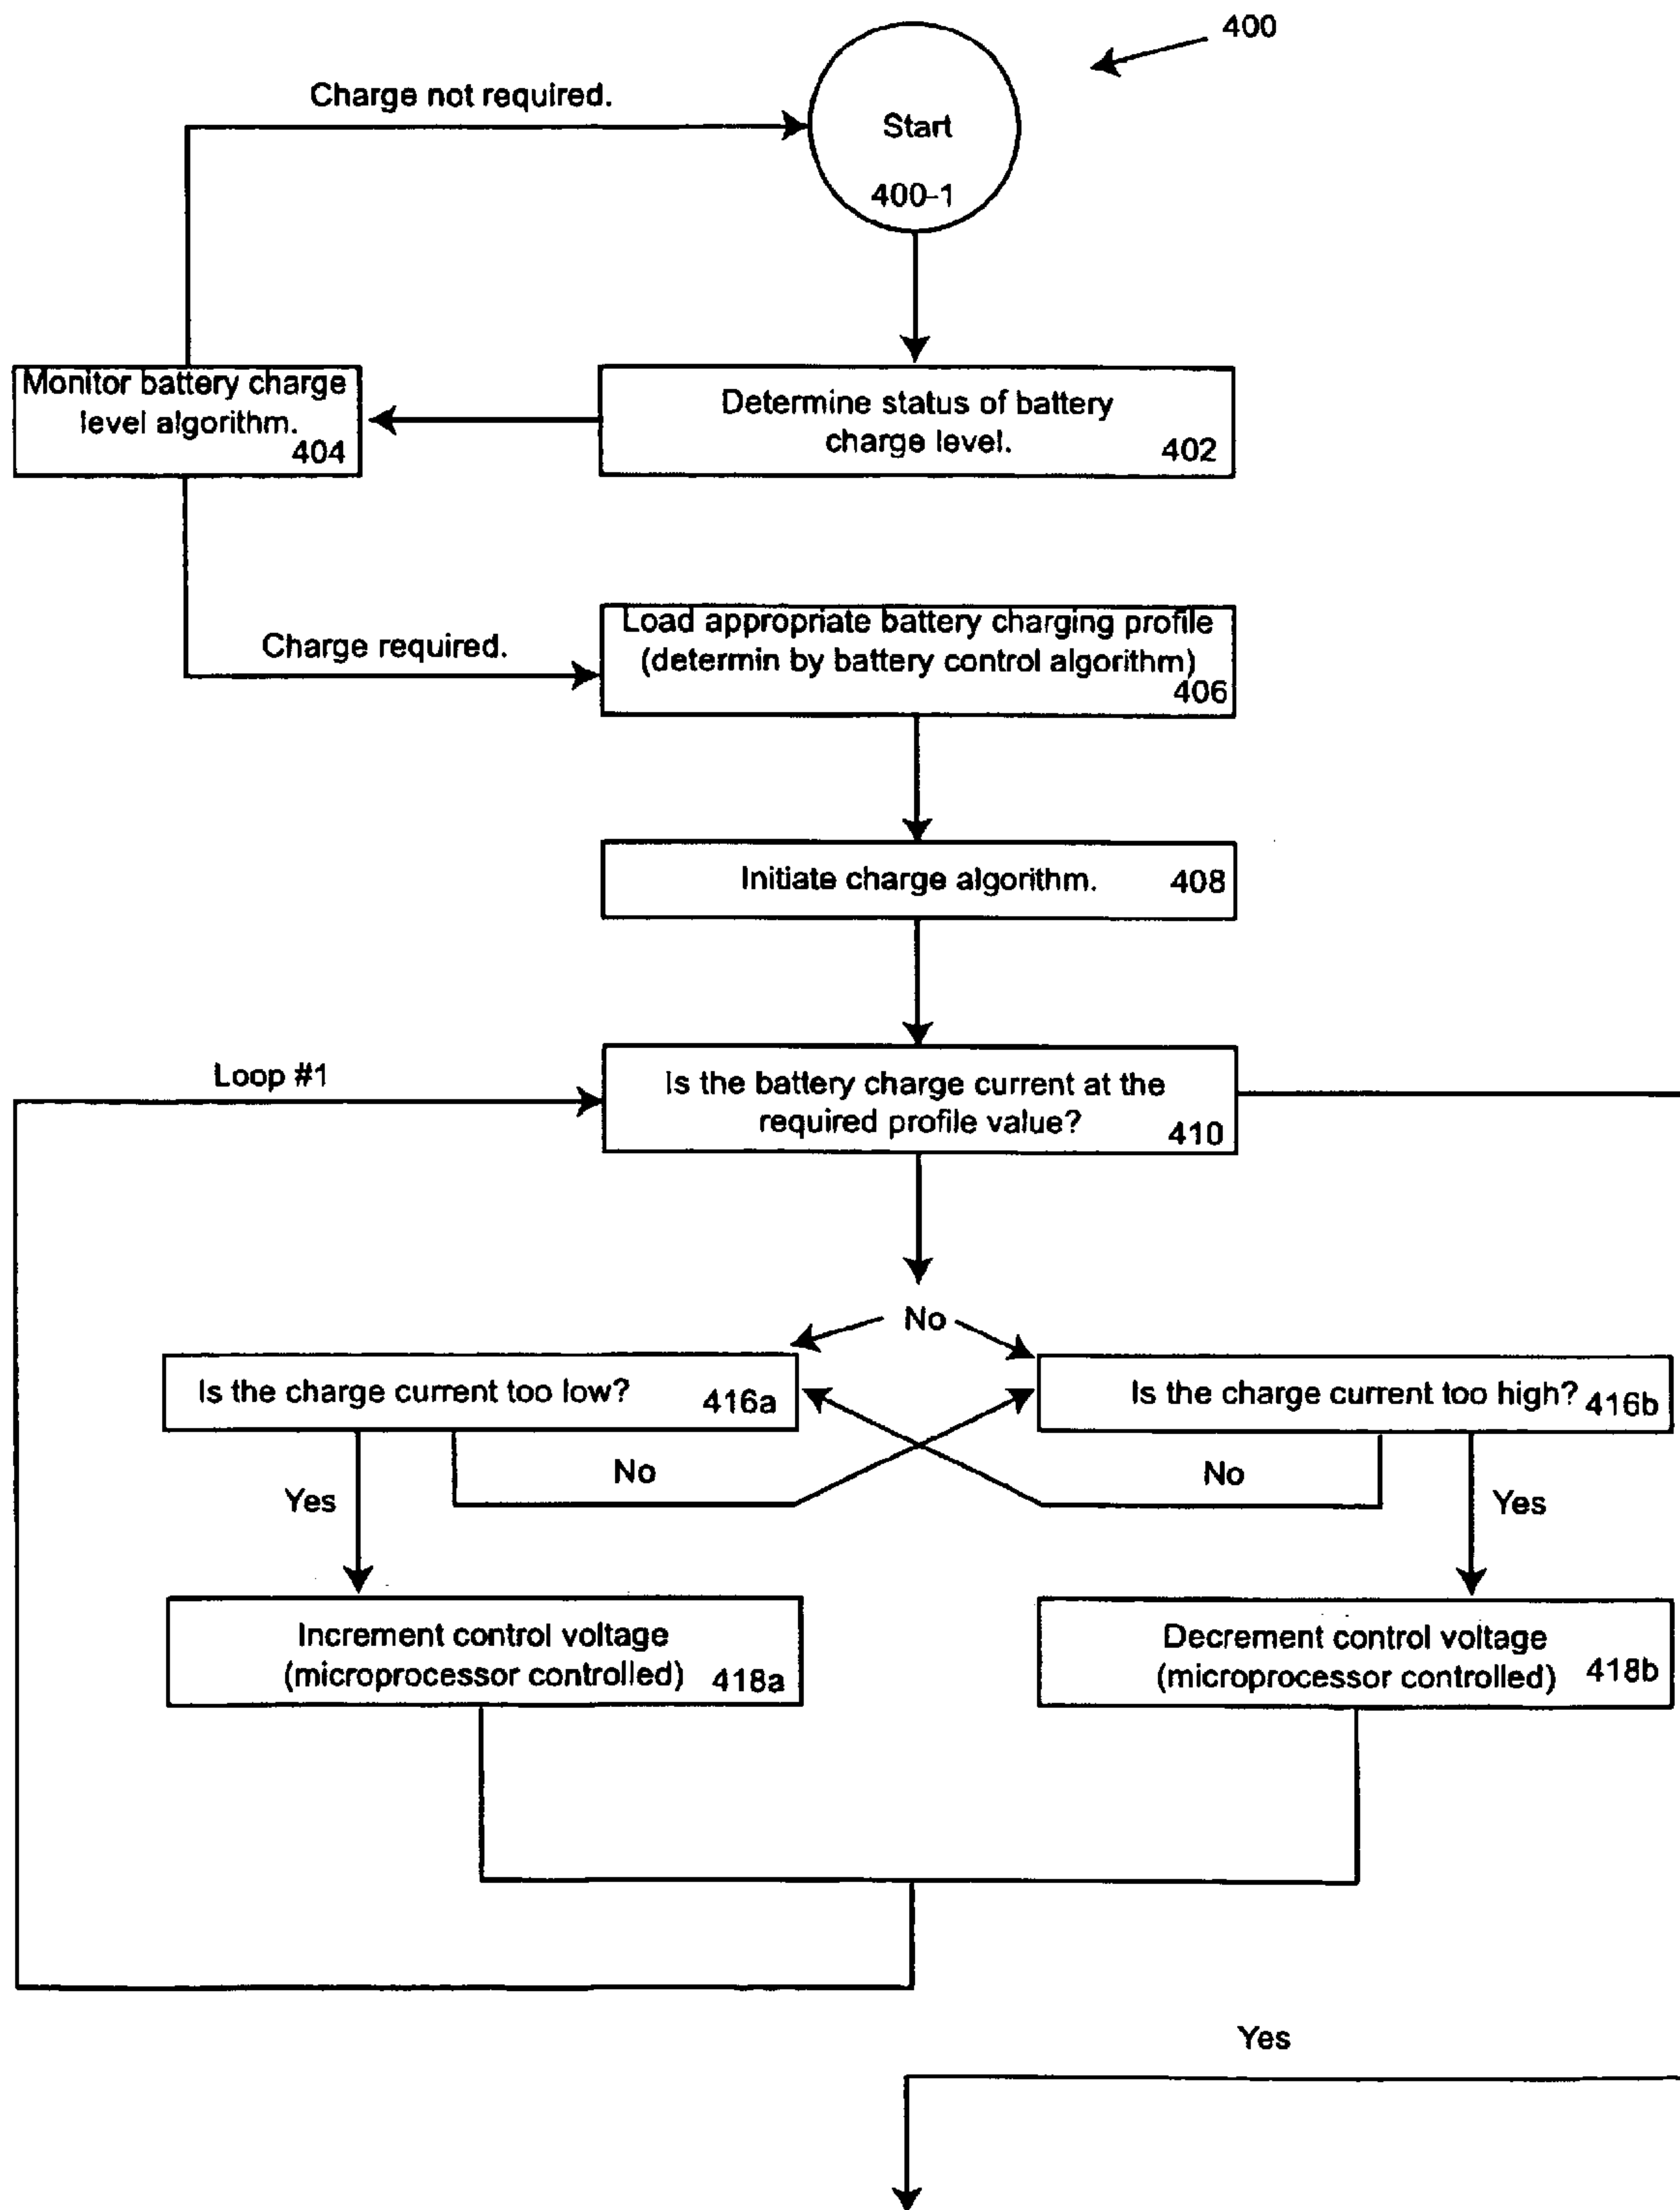 400
Charge not required.
Start
400-1
Monitor battery charge
level algorithm.
404
Determine status of battery
charge level.
402
Charge required.
Load appropriate battery charging profile
(determin by battery control algorithm)
406
Initiate charge algorithm.
408
Loop #1
Is the battery charge current at the
required profile value?
410
No
Is the charge current too low?
416a
Is the charge current too high?
416b
No
No
Yes
Yes
Increment control voltage
(microprocessor controlled)
418a
Decrement control voltage
(microprocessor controlled)
418b
Yes